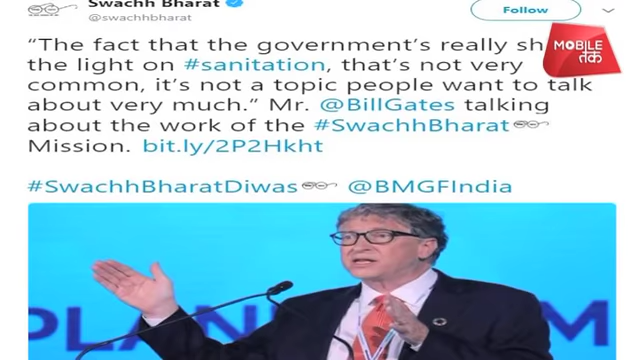 Swachh Bharat
@swachhbharat
Follow
MOBILE
तक
“The fact that the government’s really
the light on #sanitation, that’s not very
common, it’s not a topic people want to talk
about very much.” Mr. @BillGates talking
about the work of the #SwachhBharat
Mission. bit.ly/2P2Hkht
#SwachhBharatDiwas @BMGFIndia
PLAN
M